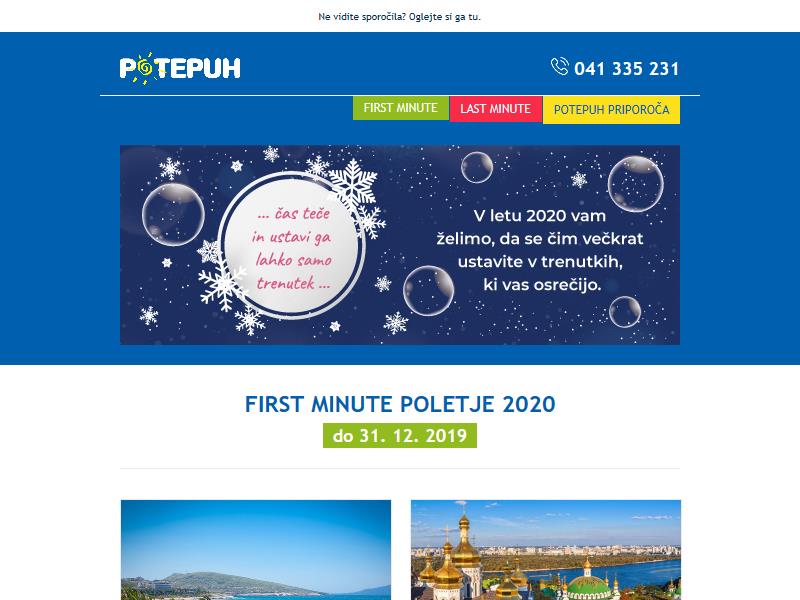 Ne vidite sporočila? Oglejte si ga tu.
POTEPUH
041 335 231
FIRST MINUTE
LAST MINUTE
POTEPUH PRIPOROČA
... čas teče
in ustavi ga
lahko samo
trenutek ...
V letu 2020 vam
želimo, da se čim večkrat
ustavite v trenutkih,
ki vas osrečijo.
FIRST MINUTE POLETJE 2020
do 31. 12. 2019